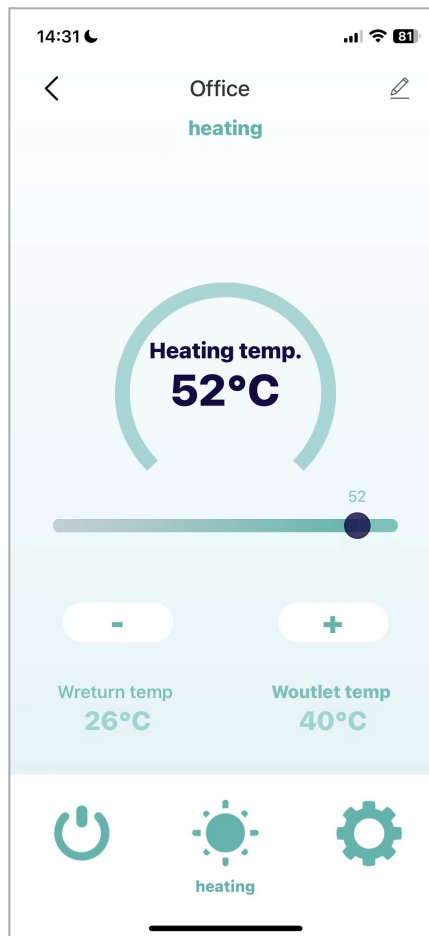 14:31
81
Office
heating
Heating temp.
52°C
52
-
+
Wreturn temp
Woutlet temp
26°C
40°C
heating